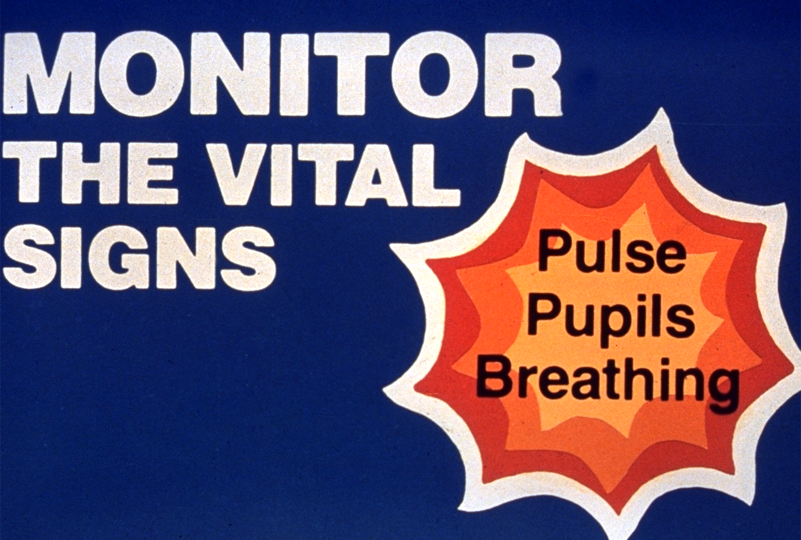 MONITOR
THE VITAL
SIGNS
Pulse
Pupils
Breathing